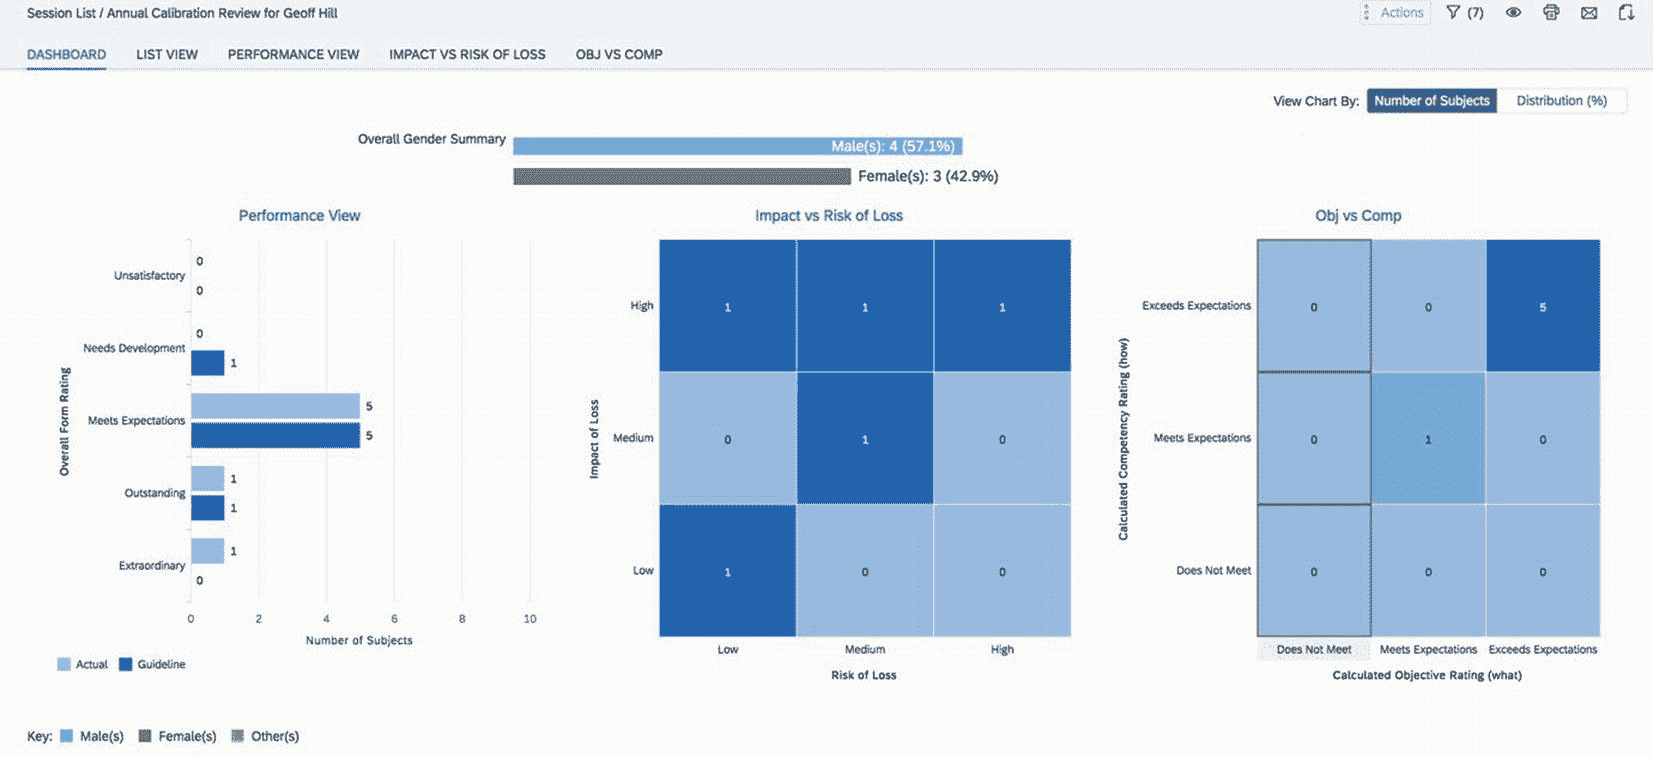 Session List / Annual Calibration Review for Geoff Hill
Actions (7)
DASHBOARD LIST VIEW PERFORMANCE VIEW IMPACT VS RISK OF LOSS OBJ VS COMP
View Chart By: Number of Subjects Distribution (%)
Overall Gender Summary
Male(s): 4 (57.1%)
Female(s): 3 (42.9%)
Performance View
Overall Form Rating
Unsatisfactory 0
0
Needs Development 0
1
Meets Expectations 5
5
Outstanding 1
1
Extraordinary 1
0
0 2 4 6 8 10
Number of Subjects
Actual Guideline
Impact vs Risk of Loss
Impact of Loss
High 1 1 1
Medium 0 1 0
Low 1 0 0
Low Medium High
Risk of Loss
Obj vs Comp
Calculated Competency Rating (how)
Exceeds Expectations 0 0 5
Meets Expectations 0 1 0
Does Not Meet 0 0 0
Does Not Meet Meets Expectations Exceeds Expectations
Calculated Objective Rating (what)
Key: Male(s) Female(s) Other(s)